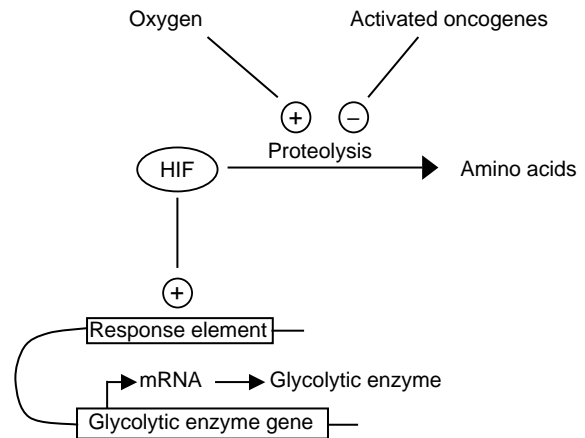 Oxygen
Activated oncogenes
+
−
Proteolysis
HIF
Amino acids
+
Response element
mRNA
Glycolytic enzyme
Glycolytic enzyme gene